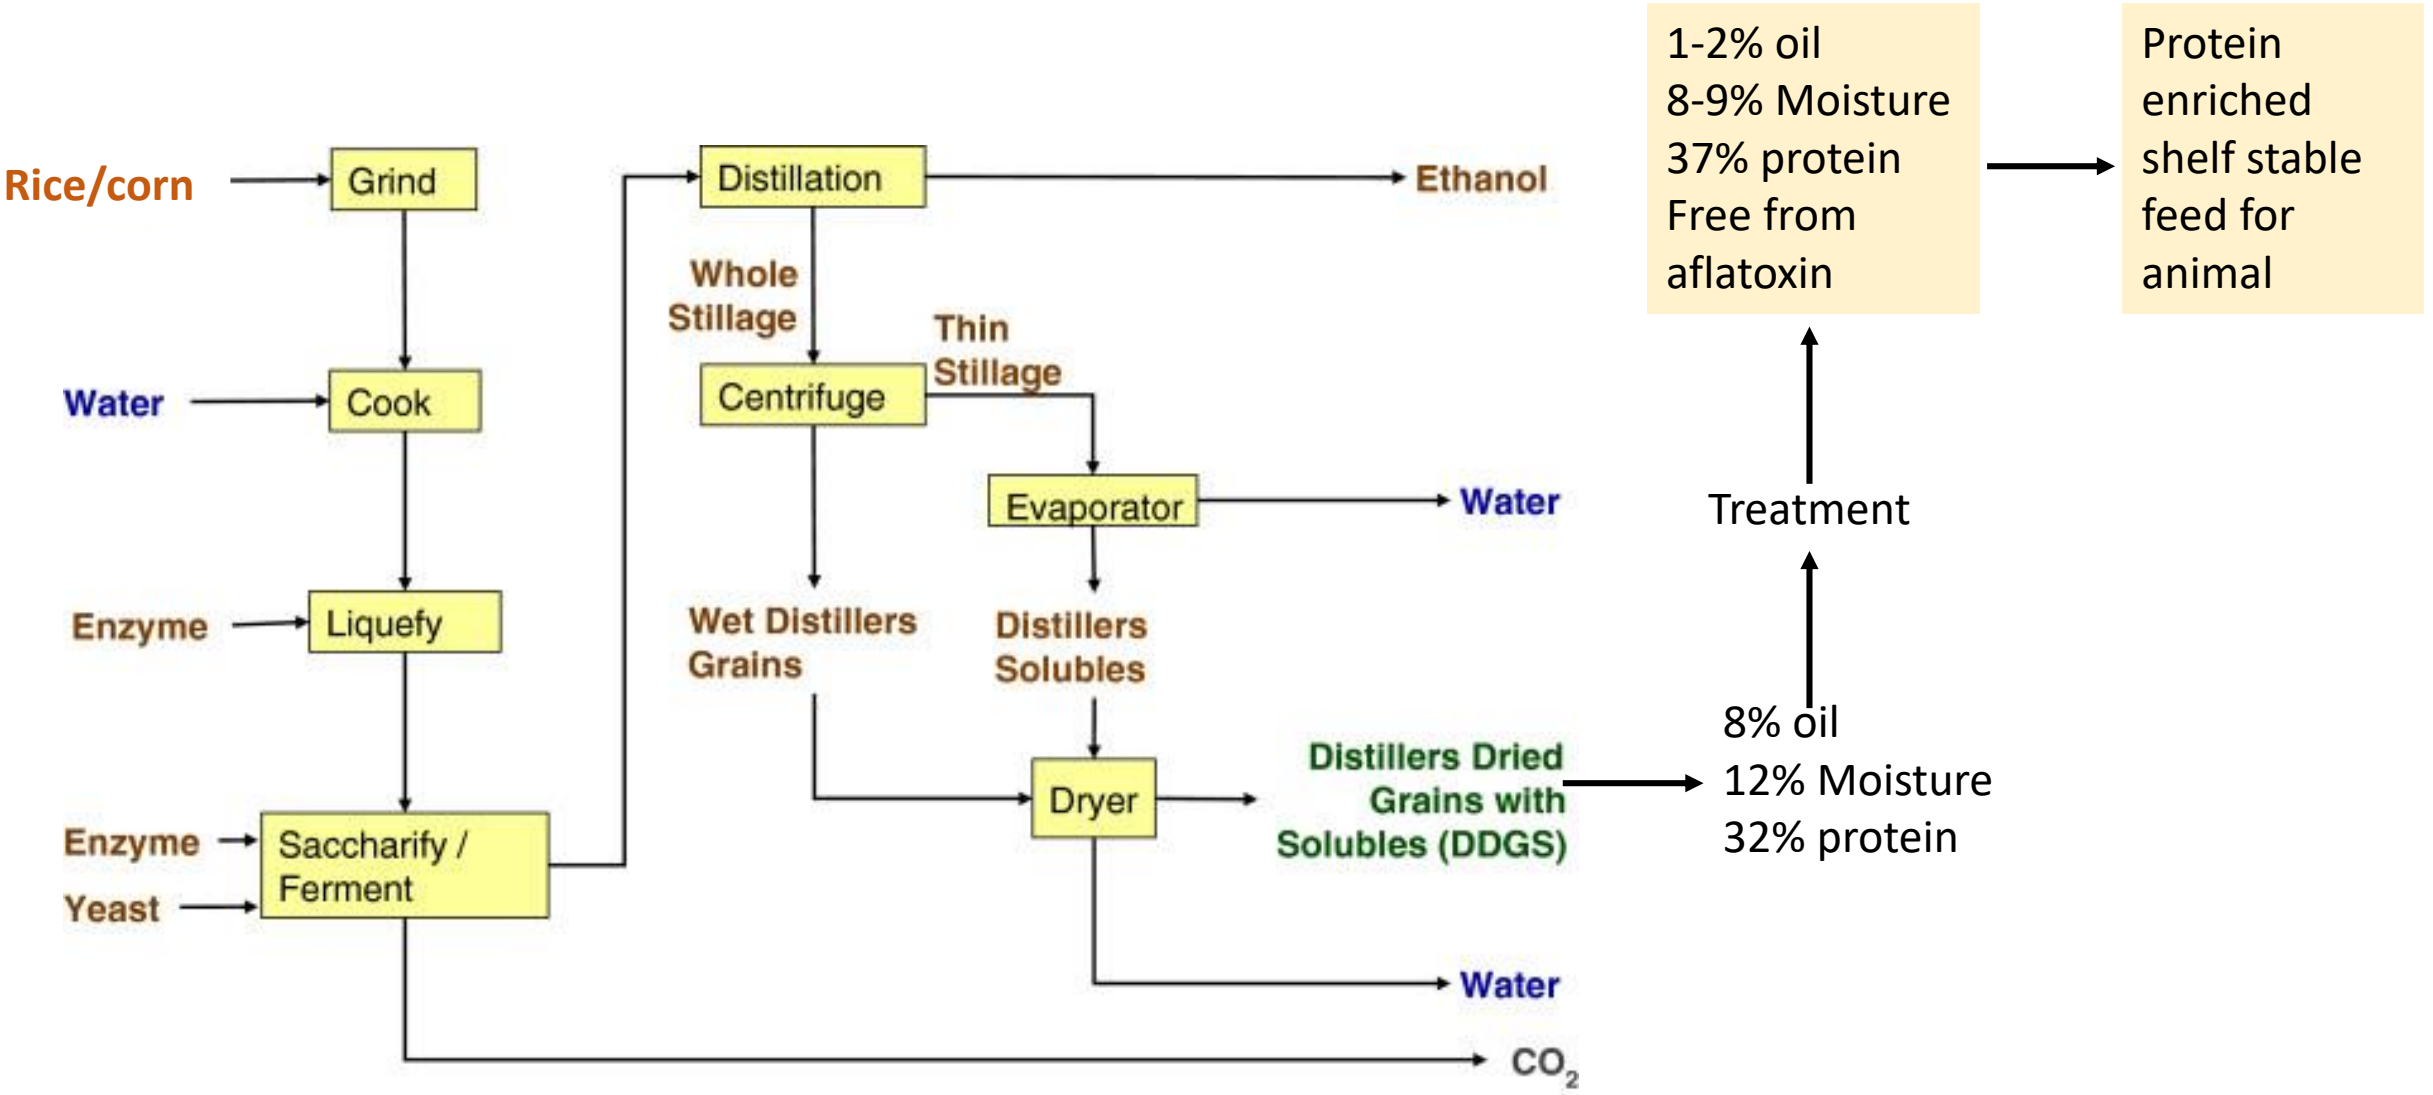 Rice/corn
Grind
Water
Cook
Enzyme
Liquefy
Enzyme
Yeast
Saccharify /
Ferment
Distillation
Ethanol
Whole
Stillage
Thin
Stillage
Centrifuge
Evaporator
Water
Wet Distillers
Grains
Distillers
Solubles
Dryer
Distillers Dried
Grains with
Solubles (DDGS)
Water
CO2
8% oil
12% Moisture
32% protein
Treatment
1-2% oil
8-9% Moisture
37% protein
Free from
aflatoxin
Protein
enriched
shelf stable
feed for
animal